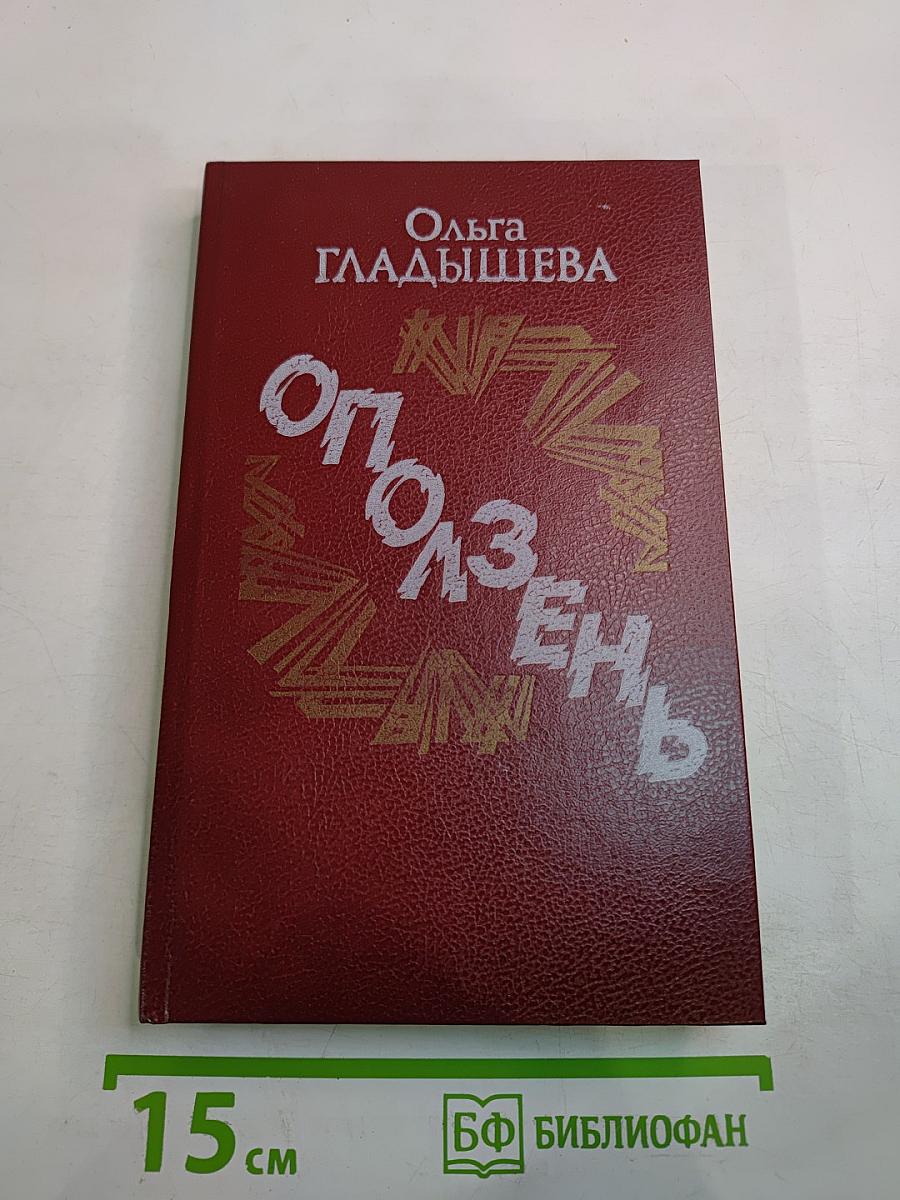 Ольга
ГЛАДЫШЕВА
ОПОЛЗЕНЬ
15 см
БФ БИБЛИОФАН